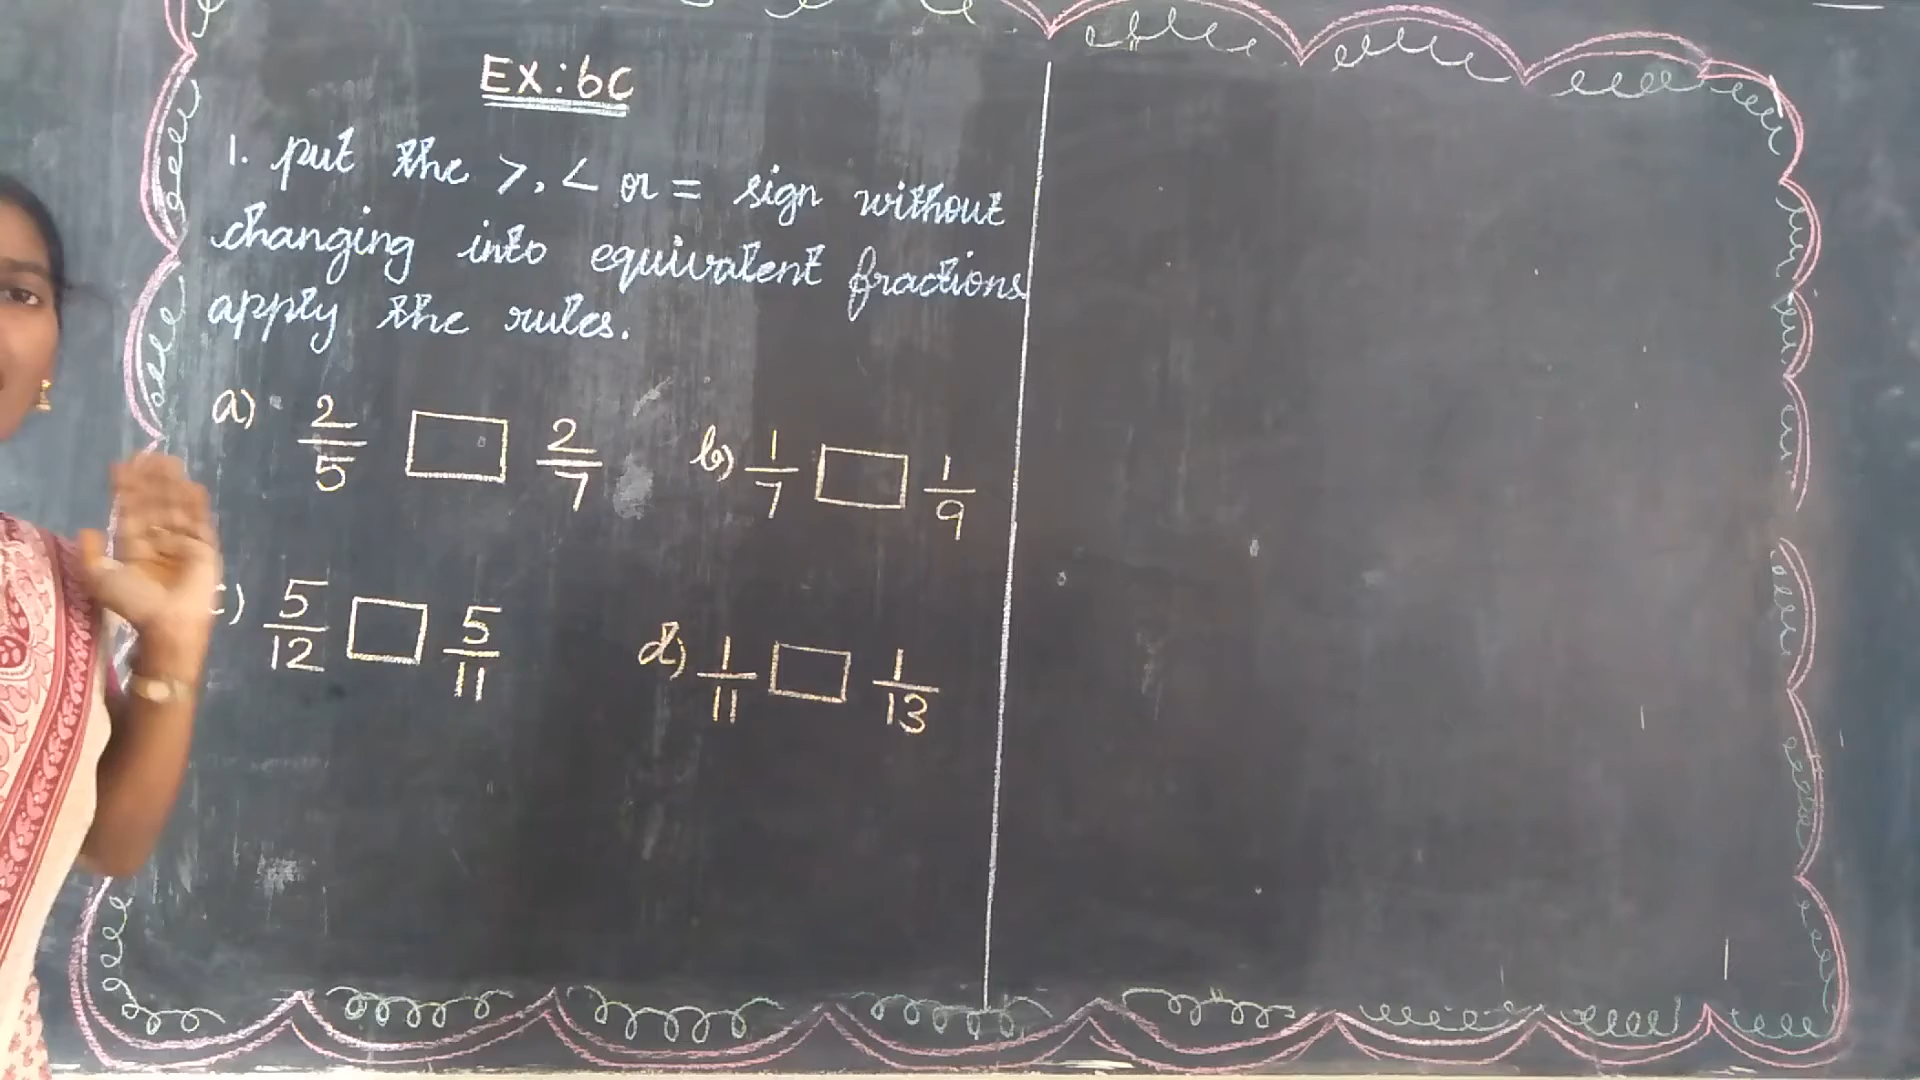 Ex:6C
1. put the >, < or = sign without
changing into equivalent fractions
apply the rules.
a) 2/5 □ 2/7 b) 1/7 □ 1/9
c) 5/12 □ 5/11 d) 1/11 □ 1/13